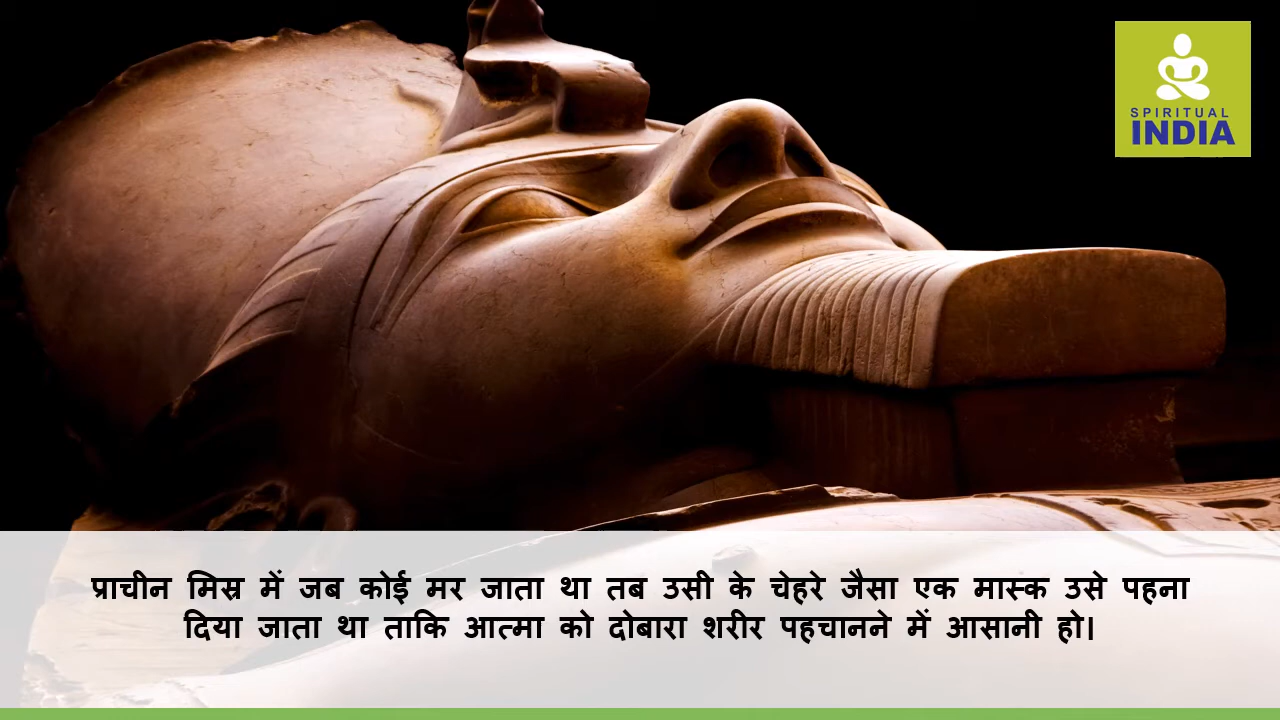 SPIRITUAL
INDIA
प्राचीन मिस्र में जब कोई मर जाता था तब उसी के चेहरे जैसा एक मास्क उसे पहना
दिया जाता था ताकि आत्मा को दोबारा शरीर पहचानने में आसानी हो।